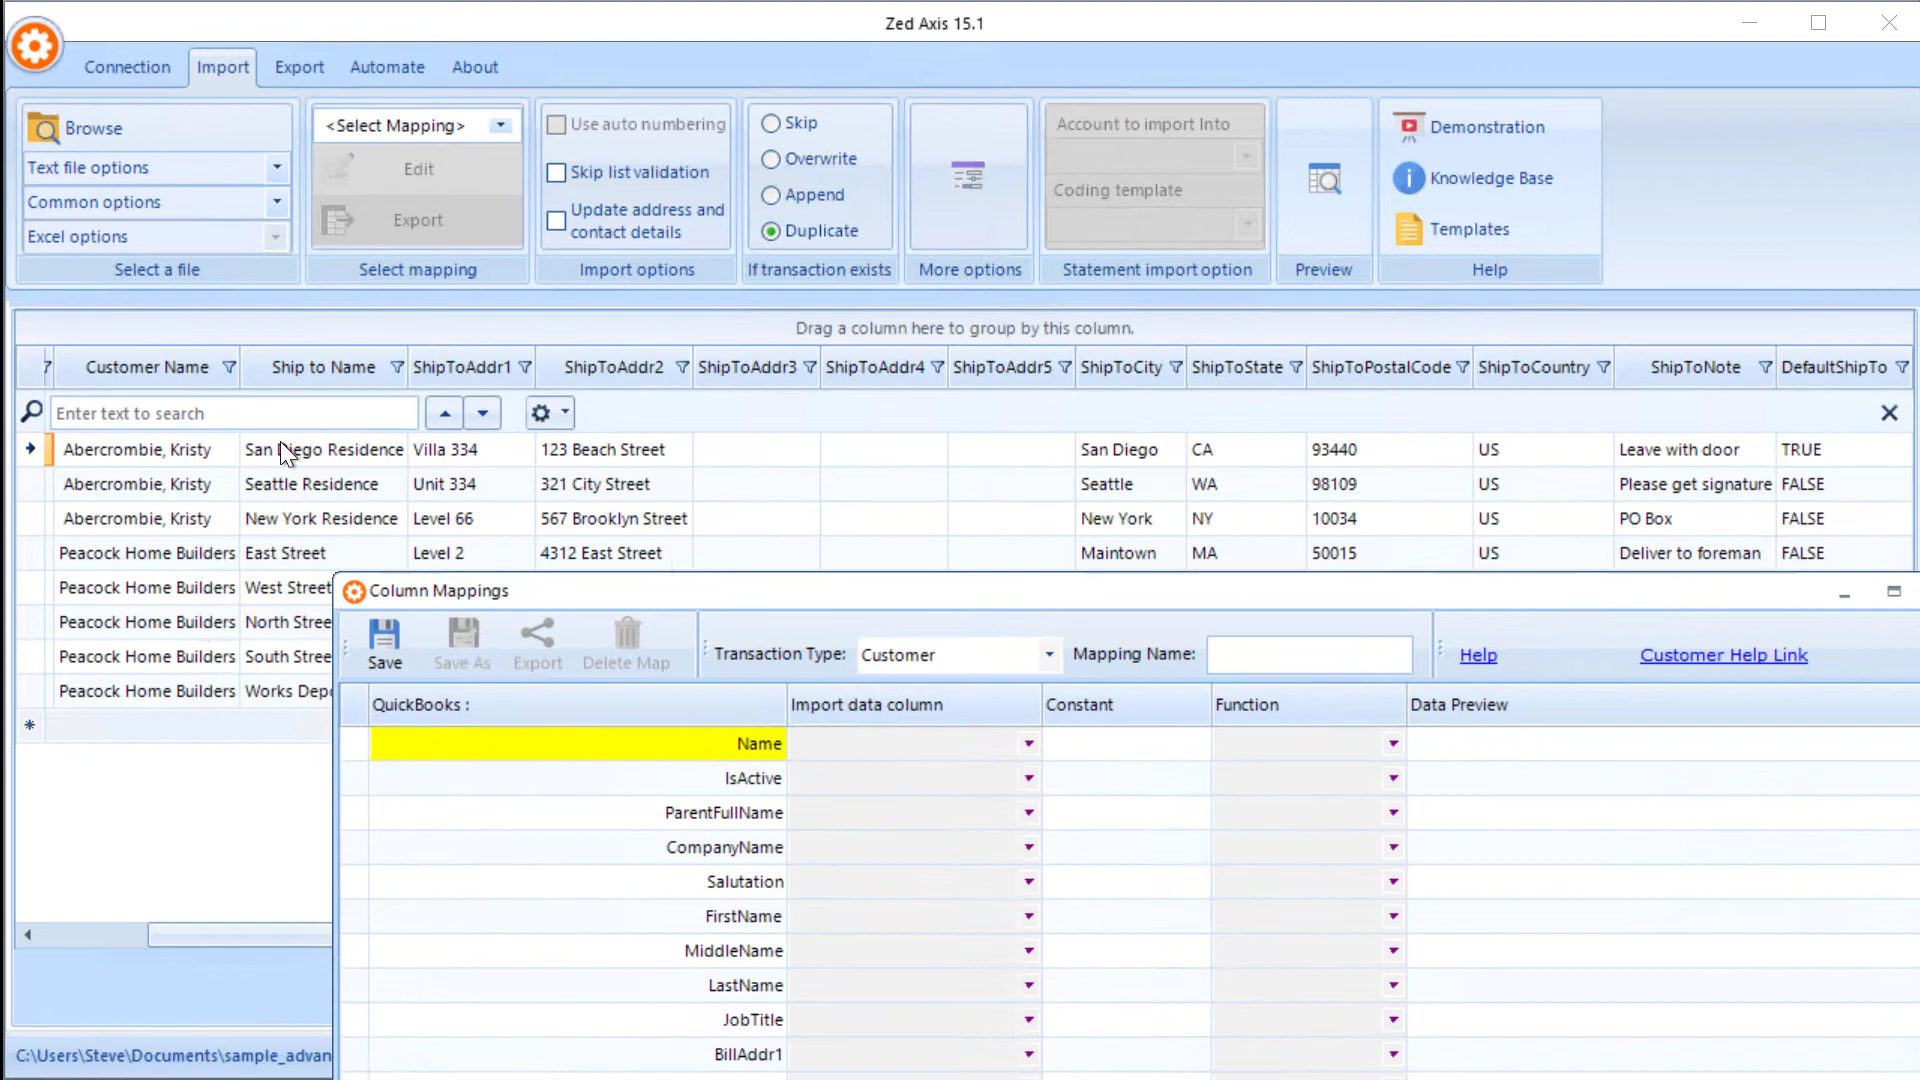 Zed Axis 15.1
Connection Import Export Automate About
Browse
Text file options
Common options
Excel options
Select a file
<Select Mapping>
Edit
Export
Select mapping
Use auto numbering
Skip list validation
Update address and
contact details
Import options
Skip
Overwrite
Append
Duplicate
If transaction exists
More options
Account to import Into
Coding template
Statement import option
Preview
Demonstration
Knowledge Base
Templates
Help
Drag a column here to group by this column.
Customer Name Ship to Name ShipToAddr1 ShipToAddr2 ShipToAddr3 ShipToAddr4 ShipToAddr5 ShipToCity ShipToState ShipToPostalCode ShipToCountry ShipToNote DefaultShipTo
Enter text to search
Abercrombie, Kristy San Diego Residence Villa 334 123 Beach Street San Diego CA 93440 US Leave with door TRUE
Abercrombie, Kristy Seattle Residence Unit 334 321 City Street Seattle WA 98109 US Please get signature FALSE
Abercrombie, Kristy New York Residence Level 66 567 Brooklyn Street New York NY 10034 US PO Box FALSE
Peacock Home Builders East Street Level 2 4312 East Street Maintown MA 50015 US Deliver to foreman FALSE
Peacock Home Builders West Street
Peacock Home Builders North Stree
Peacock Home Builders South Stree
Peacock Home Builders Works Depo
C:\Users\Steve\Documents\sample_advan
Column Mappings
Save Save As Export Delete Map Transaction Type: Customer Mapping Name: Help Customer Help Link
QuickBooks : Import data column Constant Function Data Preview
Name
IsActive
ParentFullName
CompanyName
Salutation
FirstName
MiddleName
LastName
JobTitle
BillAddr1